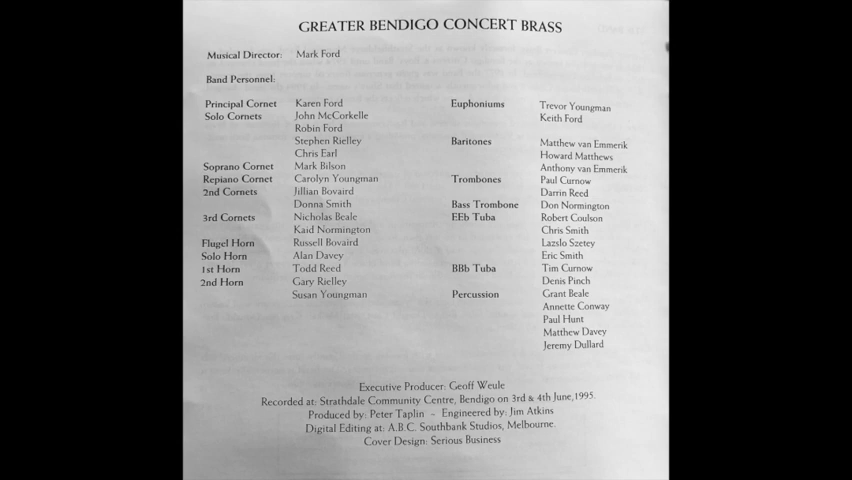 GREATER BENDIGO CONCERT BRASS
Musical Director: Mark Ford
Band Personnel:
Principal Cornet Karen Ford
Solo Cornets John McCorkelle
Robin Ford
Stephen Rielley
Chris Earl
Soprano Cornet Mark Bilson
Repiano Cornet Carolyn Youngman
2nd Cornets Jillian Bovaird
Donna Smith
3rd Cornets Nicholas Beale
Kaid Normington
Flugel Horn Russell Bovaird
Solo Horn Alan Davey
1st Horn Todd Reed
2nd Horn Gary Rielley
Susan Youngman
Euphoniums Trevor Youngman
Keith Ford
Baritones Matthew van Emmerik
Howard Matthews
Anthony van Emmerik
Trombones Paul Curnow
Darrin Reed
Bass Trombone Don Normington
EEb Tuba Robert Coulson
Chris Smith
Lazslo Szetey
Eric Smith
BBb Tuba Tim Curnow
Denis Pinch
Percussion Grant Beale
Annette Conway
Paul Hunt
Matthew Davey
Jeremy Dullard
Executive Producer: Geoff Weule
Recorded at: Strathdale Community Centre, Bendigo on 3rd & 4th June,1995.
Produced by: Peter Taplin - Engineered by: Jim Atkins
Digital Editing at: A.B.C. Southbank Studios, Melbourne.
Cover Design: Serious Business